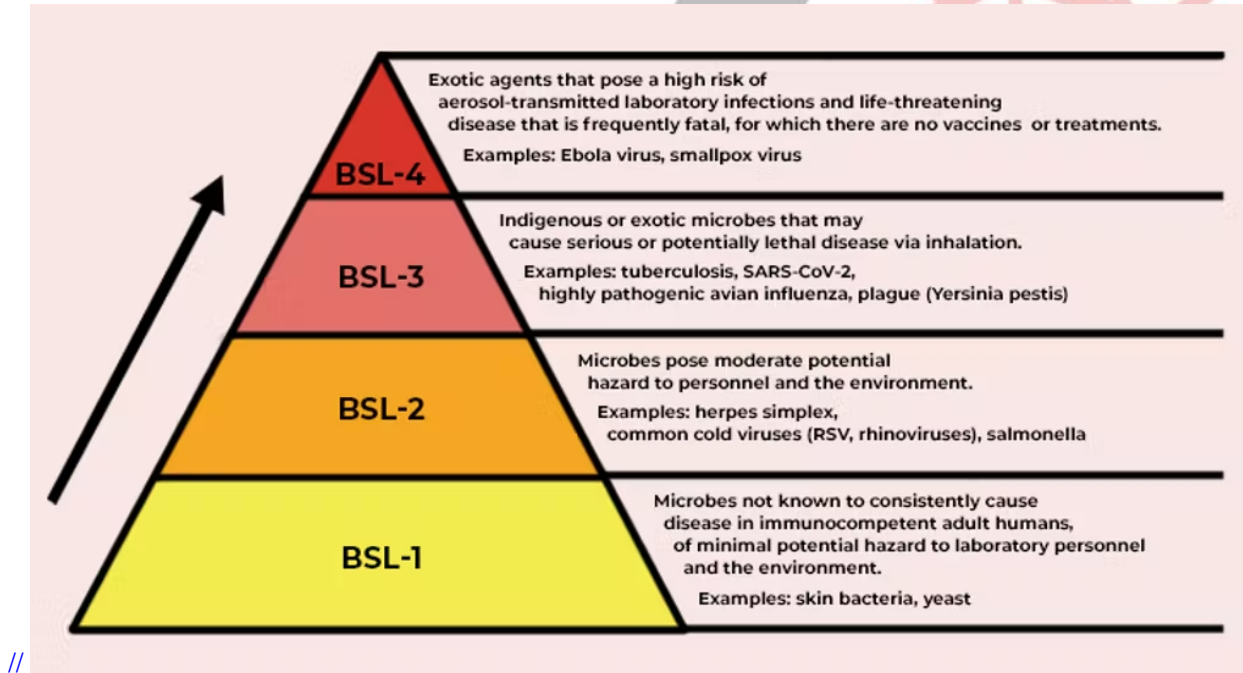 Exotic agents that pose a high risk of
aerosol-transmitted laboratory infections and life-threatening
disease that is frequently fatal, for which there are no vaccines or treatments.
Examples: Ebola virus, smallpox virus
BSL-4
Indigenous or exotic microbes that may
cause serious or potentially lethal disease via inhalation.
Examples: tuberculosis, SARS-CoV-2,
highly pathogenic avian influenza, plague (Yersinia pestis)
BSL-3
Microbes pose moderate potential
hazard to personnel and the environment.
Examples: herpes simplex,
common cold viruses (RSV, rhinoviruses), salmonella
BSL-2
Microbes not known to consistently cause
disease in immunocompetent adult humans,
of minimal potential hazard to laboratory personnel
and the environment.
Examples: skin bacteria, yeast
BSL-1
//